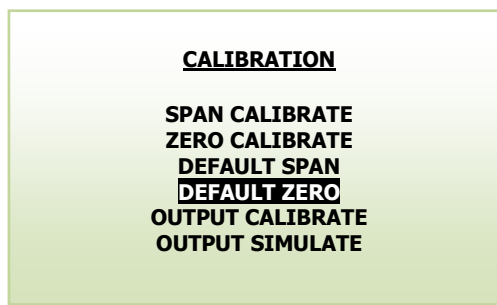 CALIBRATION
SPAN CALIBRATE
ZERO CALIBRATE
DEFAULT SPAN
DEFAULT ZERO
OUTPUT CALIBRATE
OUTPUT SIMULATE